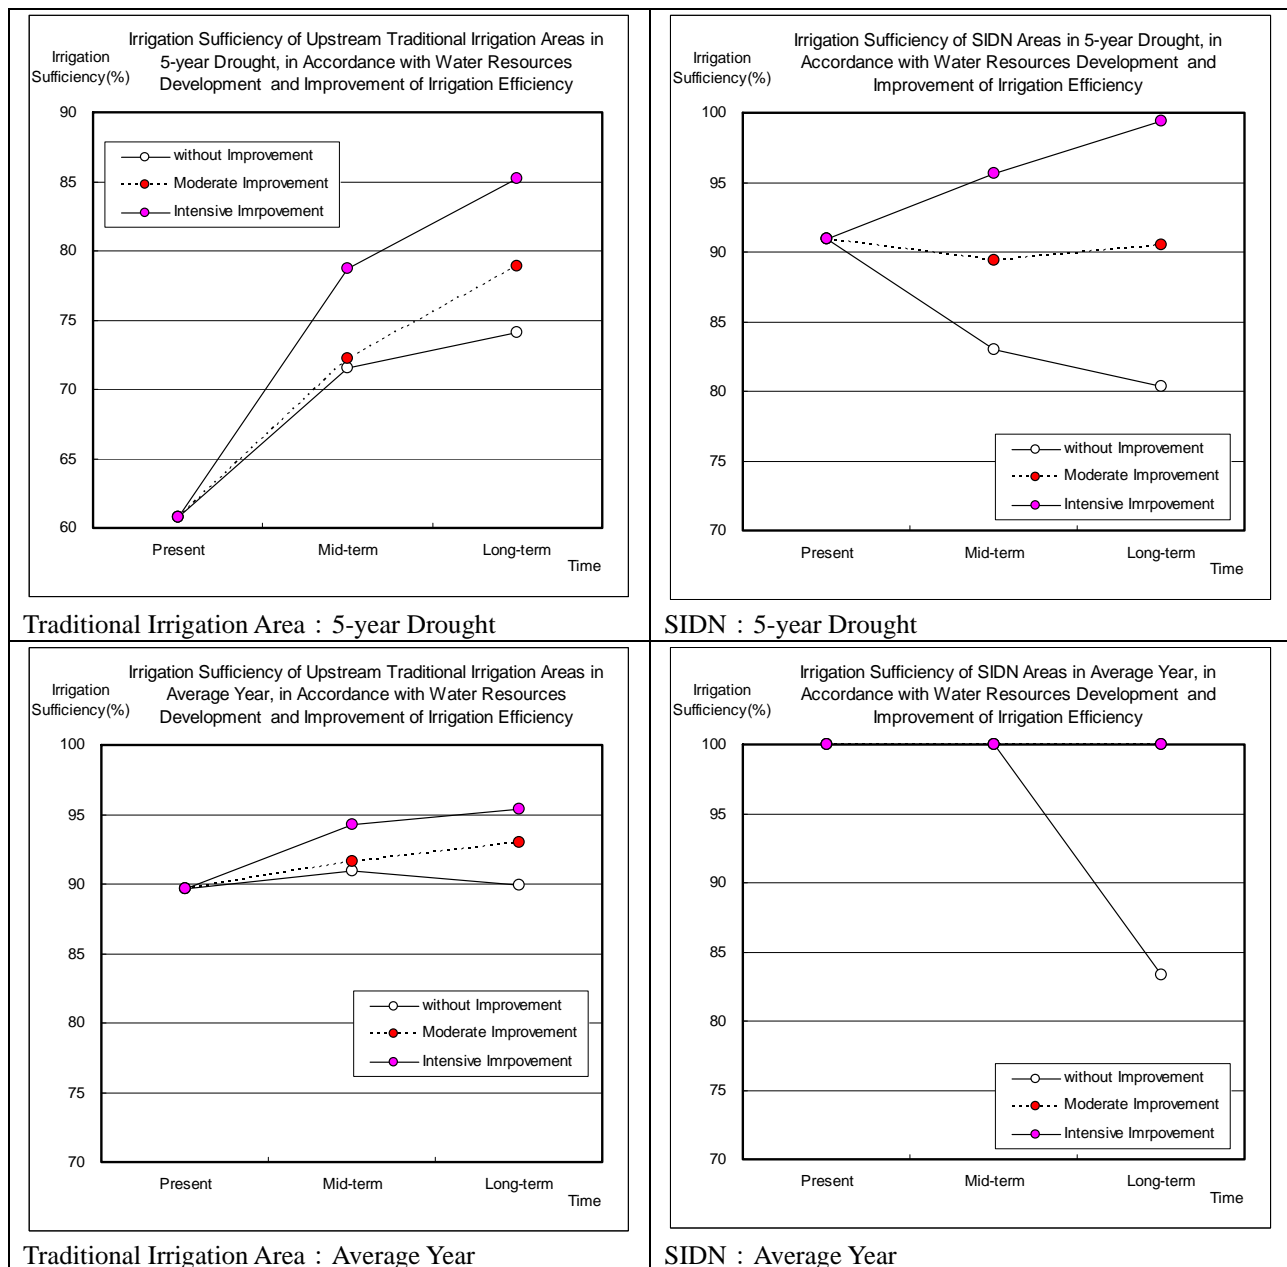 Irrigation Sufficiency of Upstream Traditional Irrigation Areas in
5-year Drought, in Accordance with Water Resources
Development and Improvement of Irrigation Efficiency
Irrigation
Sufficiency(%)
90
85
80
75
70
65
60
without Improvement
Moderate Improvement
Intensive Imrpovement
Present
Mid-term
Long-term
Time
Traditional Irrigation Area : 5-year Drought
Irrigation Sufficiency of SIDN Areas in 5-year Drought, in
Accordance with Water Resources Development and
Improvement of Irrigation Efficiency
Irrigation
Sufficiency(%)
100
95
90
85
80
75
70
without Improvement
Moderate Improvement
Intensive Imrpovement
Present
Mid-term
Long-term
Time
SIDN : 5-year Drought
Irrigation Sufficiency of Upstream Traditional Irrigation Areas in
Average Year, in Accordance with Water Resources
Development and Improvement of Irrigation Efficiency
Irrigation
Sufficiency(%)
100
95
90
85
80
75
70
without Improvement
Moderate Improvement
Intensive Imrpovement
Present
Mid-term
Long-term
Time
Traditional Irrigation Area : Average Year
Irrigation Sufficiency of SIDN Areas in Average Year, in
Accordance with Water Resources Development and
Improvement of Irrigation Efficiency
Irrigation
Sufficiency(%)
100
95
90
85
80
75
70
without Improvement
Moderate Improvement
Intensive Imrpovement
Present
Mid-term
Long-term
Time
SIDN : Average Year